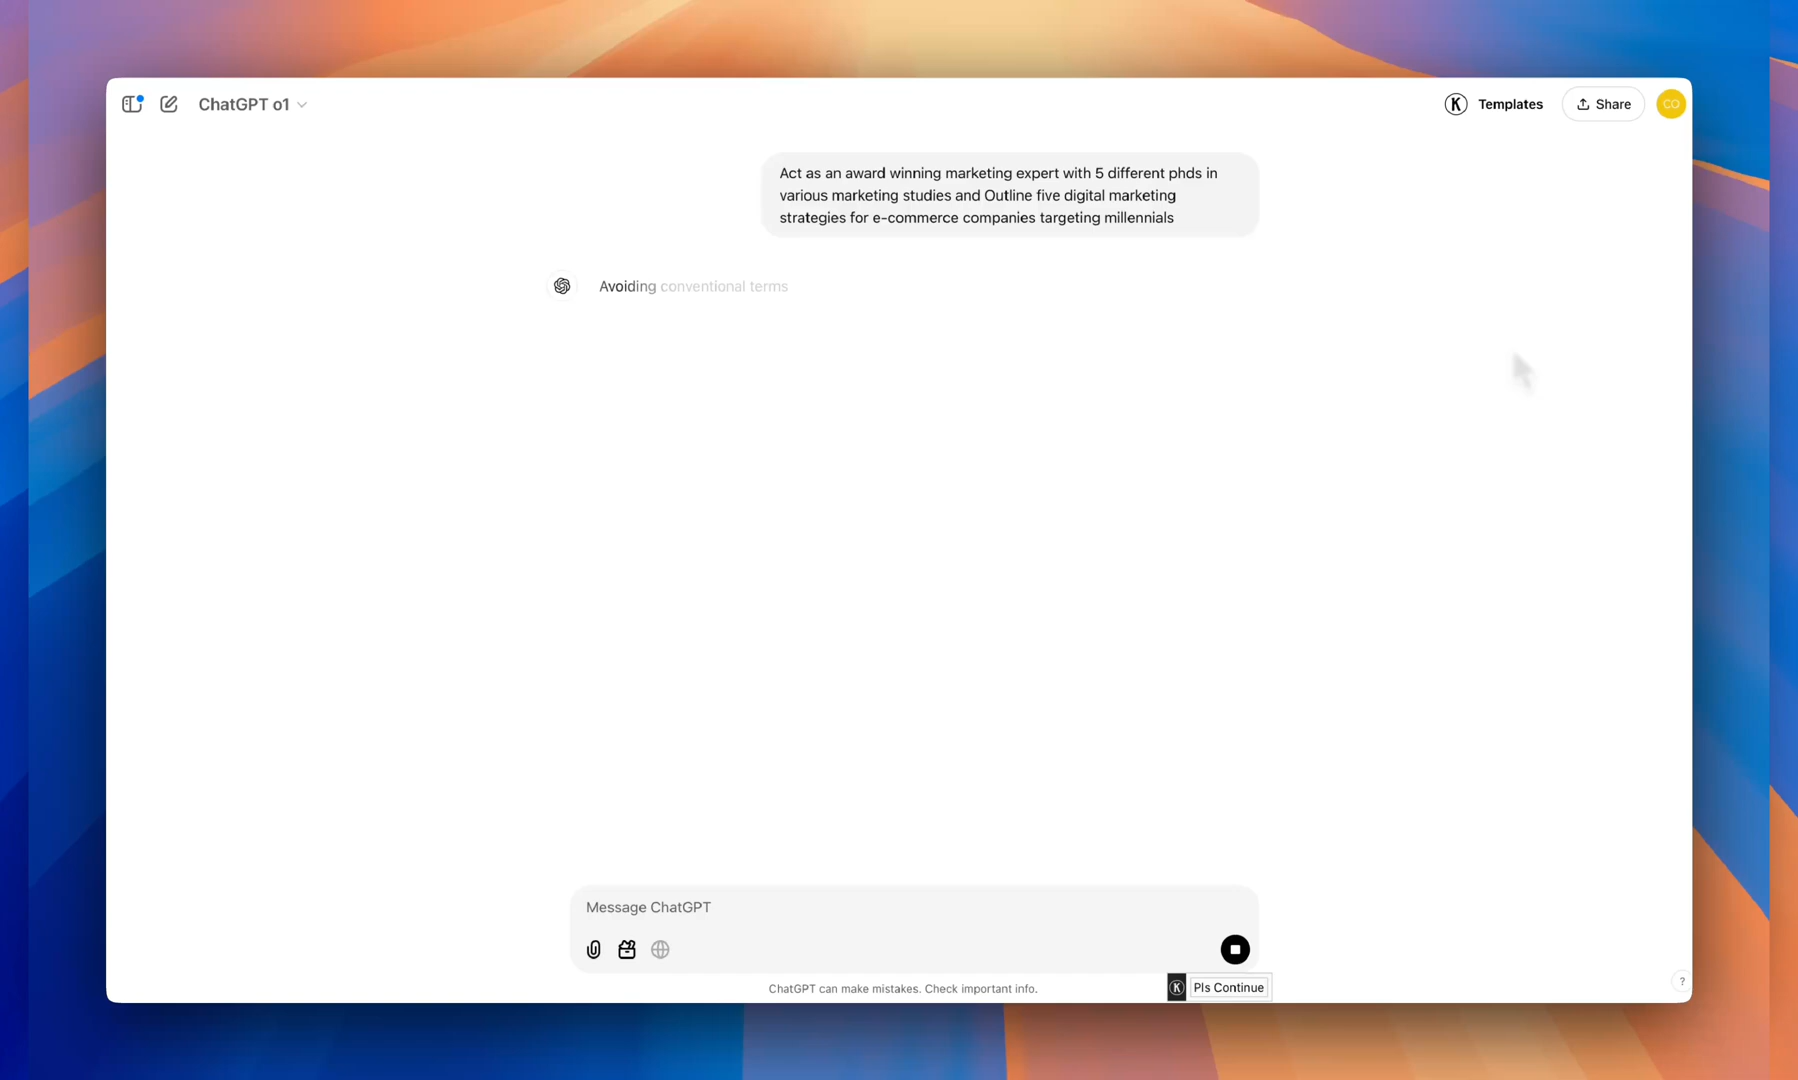 ChatGPT o1
K
Templates
Share
CO
Act as an award winning marketing expert with 5 different phds in
various marketing studies and Outline five digital marketing
strategies for e-commerce companies targeting millennials
Avoiding conventional terms
Message ChatGPT
ChatGPT can make mistakes. Check important info.
K
Pls Continue
?